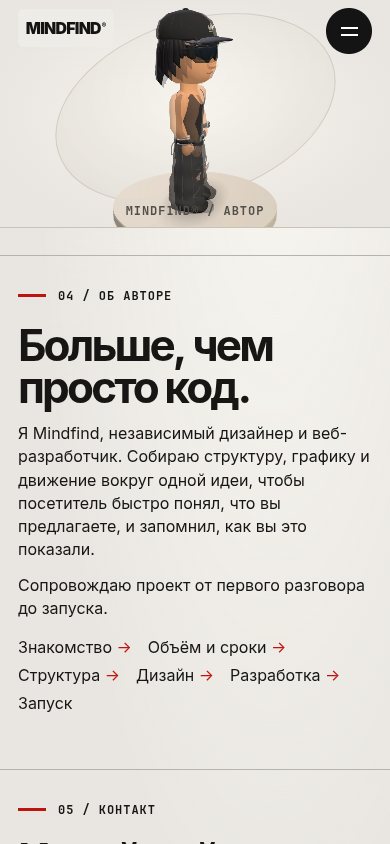 MINDFIND®
MINDFIND® / АВТОР
04 / ОБ АВТОРЕ
Больше, чем
просто код.
Я Mindfind, независимый дизайнер и веб-
разработчик. Собираю структуру, графику и
движение вокруг одной идеи, чтобы
посетитель быстро понял, что вы
предлагаете, и запомнил, как вы это
показали.
Сопровождаю проект от первого разговора
до запуска.
Знакомство → Объём и сроки →
Структура → Дизайн → Разработка →
Запуск
05 / КОНТАКТ